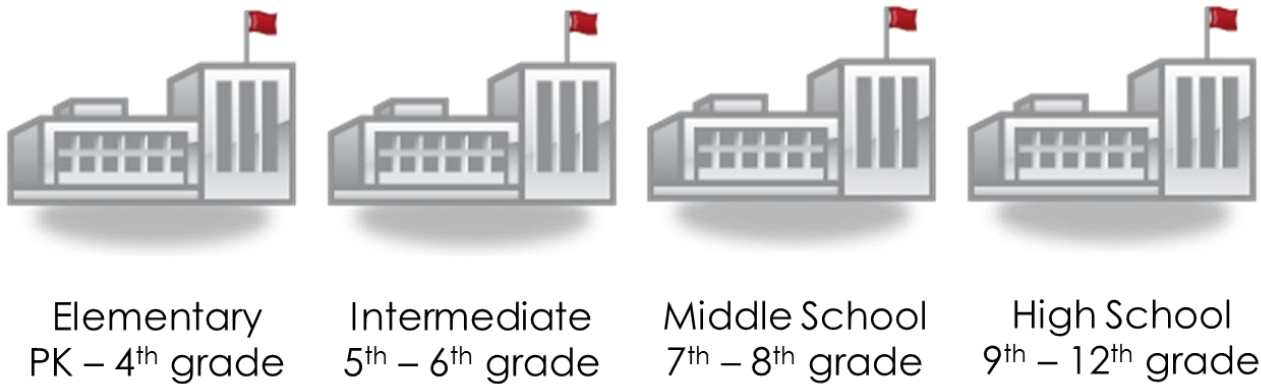 Elementary
PK – 4th grade
Intermediate
5th – 6th grade
Middle School
7th – 8th grade
High School
9th – 12th grade